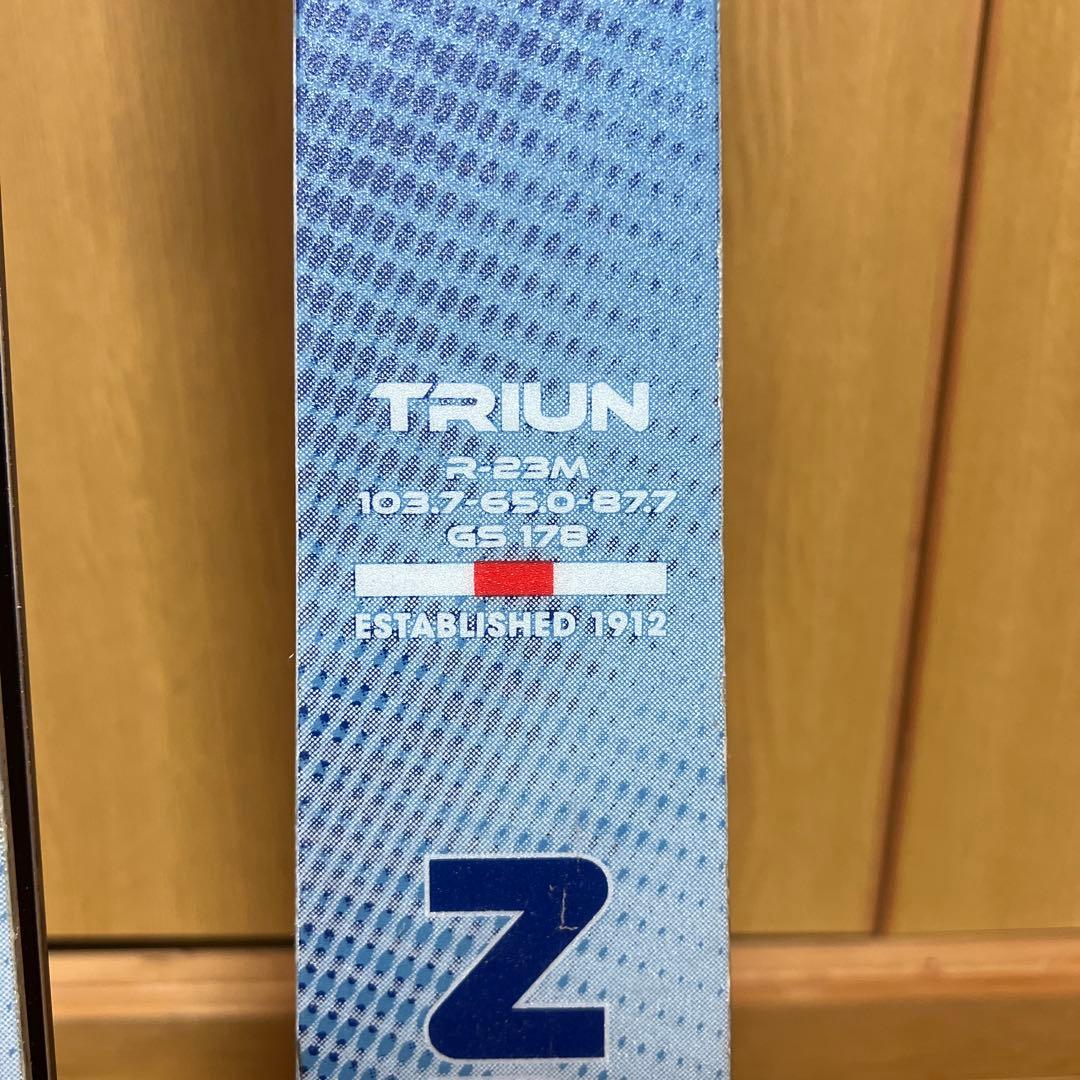 TRIUN
R-23M
103.7-65.0-87.7
GS 178
ESTABLISHED 1912
Z